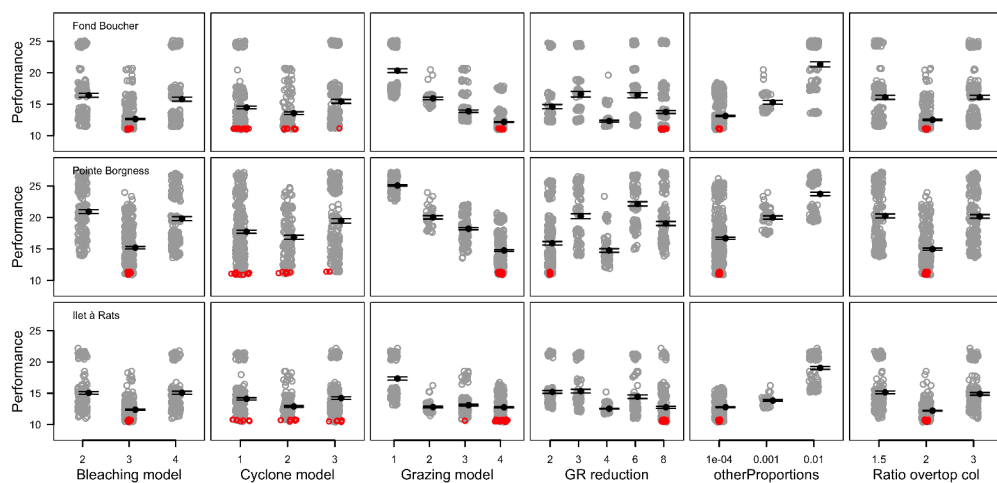 Fond Boucher
Performance
25
20
15
10
Pointe Borgness
Performance
25
20
15
10
Ilet à Rats
Performance
25
20
15
10
2 3 4 1 2 3 1 2 3 4 2 3 4 6 8 1e-04 0.001 0.01 1.5 2 3
Bleaching model Cyclone model Grazing model GR reduction otherProportions Ratio overtop col